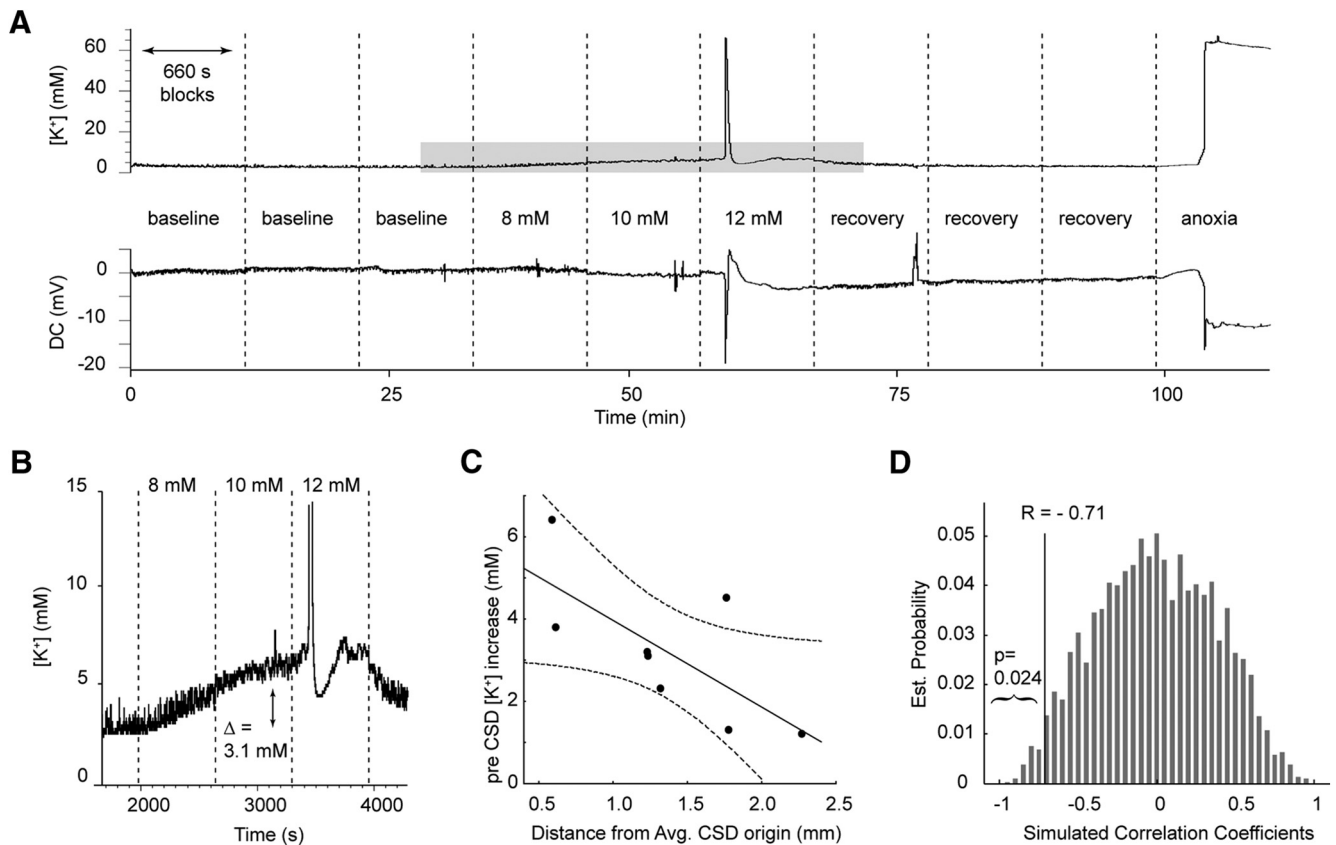 A
[K⁺] (mM)
60
40
20
0
660 s
blocks
baseline baseline baseline 8 mM 10 mM 12 mM recovery recovery recovery anoxia
DC (mV)
0
-10
-20
0 25 50 75 100
Time (min)
B
8 mM 10 mM 12 mM
[K⁺] (mM)
15
10
5
0
Δ =
3.1 mM
2000 3000 4000
Time (s)
C
pre CSD [K⁺] increase (mM)
6
4
2
0
0.5 1.0 1.5 2.0 2.5
Distance from Avg. CSD origin (mm)
D
R = - 0.71
Est. Probability
0.05
0.04
0.03
0.02
0.01
0
p=
0.024
-1 -0.5 0 0.5 1
Simulated Correlation Coefficients